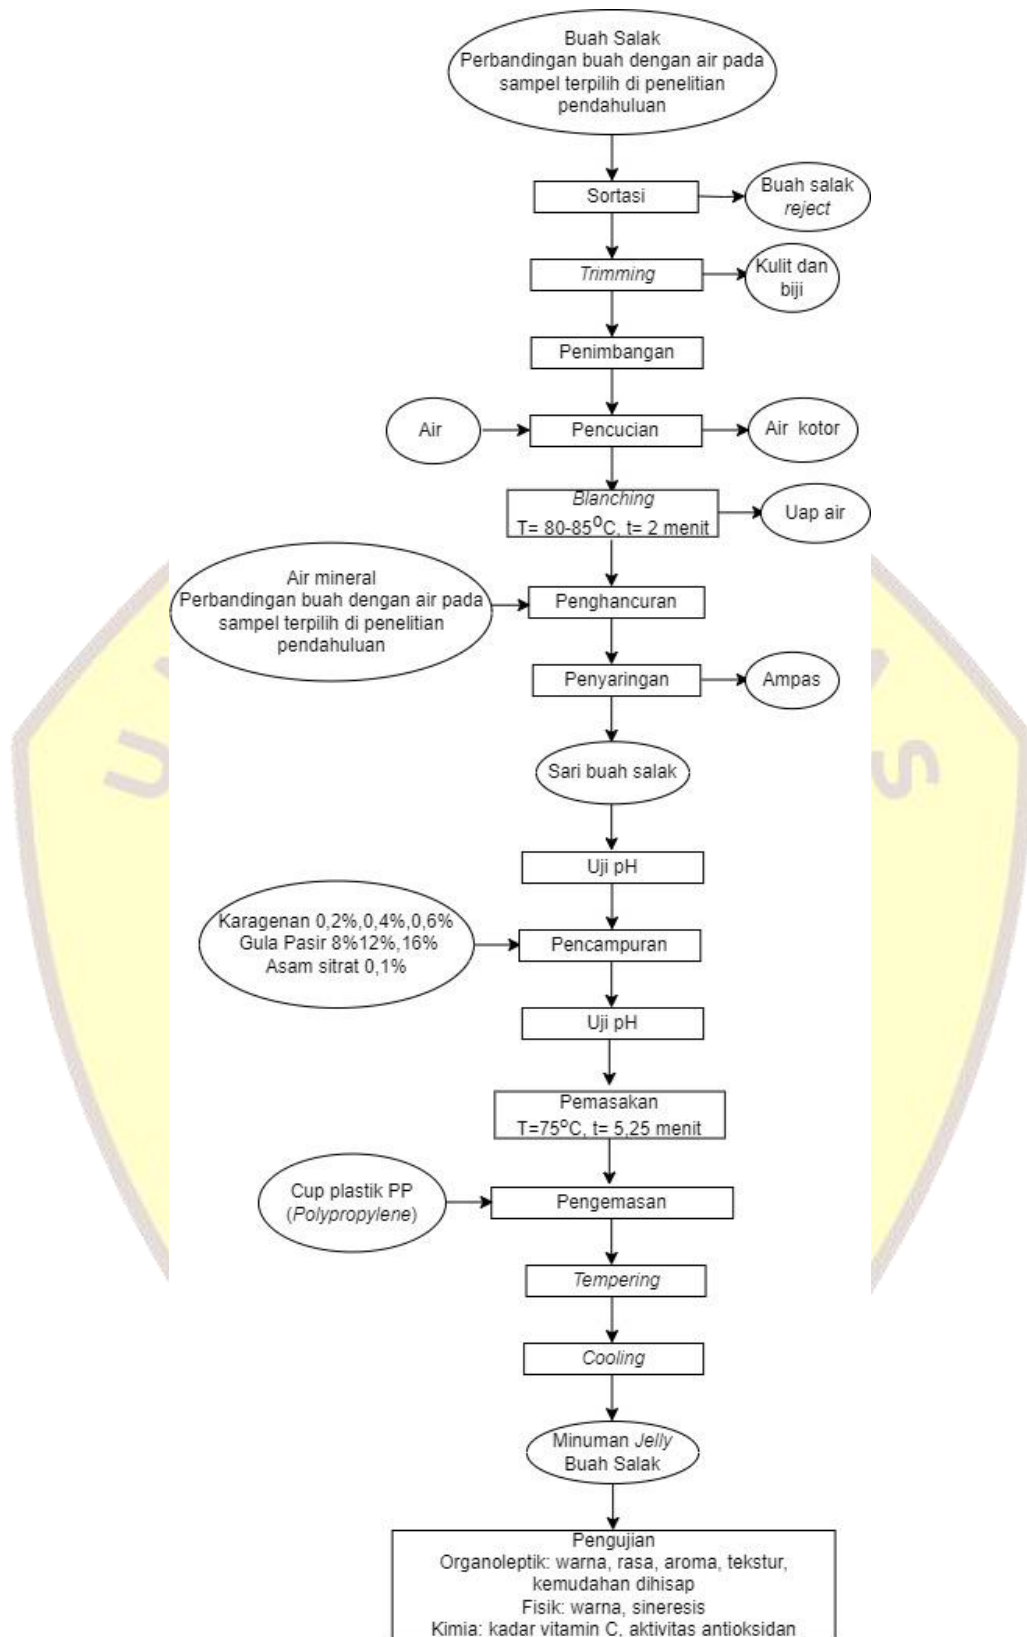 Buah Salak
Perbandingan buah dengan air pada
sampel terpilih di penelitian
pendahuluan
Sortasi
Buah salak
reject
Trimming
Kulit dan
biji
Penimbangan
Air
Pencucian
Air kotor
Blanching
T= 80-85⁰C, t= 2 menit
Uap air
Air mineral
Perbandingan buah dengan air pada
sampel terpilih di penelitian
pendahuluan
Penghancuran
Penyaringan
Ampas
Sari buah salak
Uji pH
Karagenan 0,2%,0,4%,0,6%
Gula Pasir 8%12%,16%
Asam sitrat 0,1%
Pencampuran
Uji pH
Pemasakan
T=75⁰C, t= 5,25 menit
Cup plastik PP
(Polypropylene)
Pengemasan
Tempering
Cooling
Minuman Jelly
Buah Salak
Pengujian
Organoleptik: warna, rasa, aroma, tekstur,
kemudahan dihisap
Fisik: warna, sineresis
Kimia: kadar vitamin C, aktivitas antioksidan